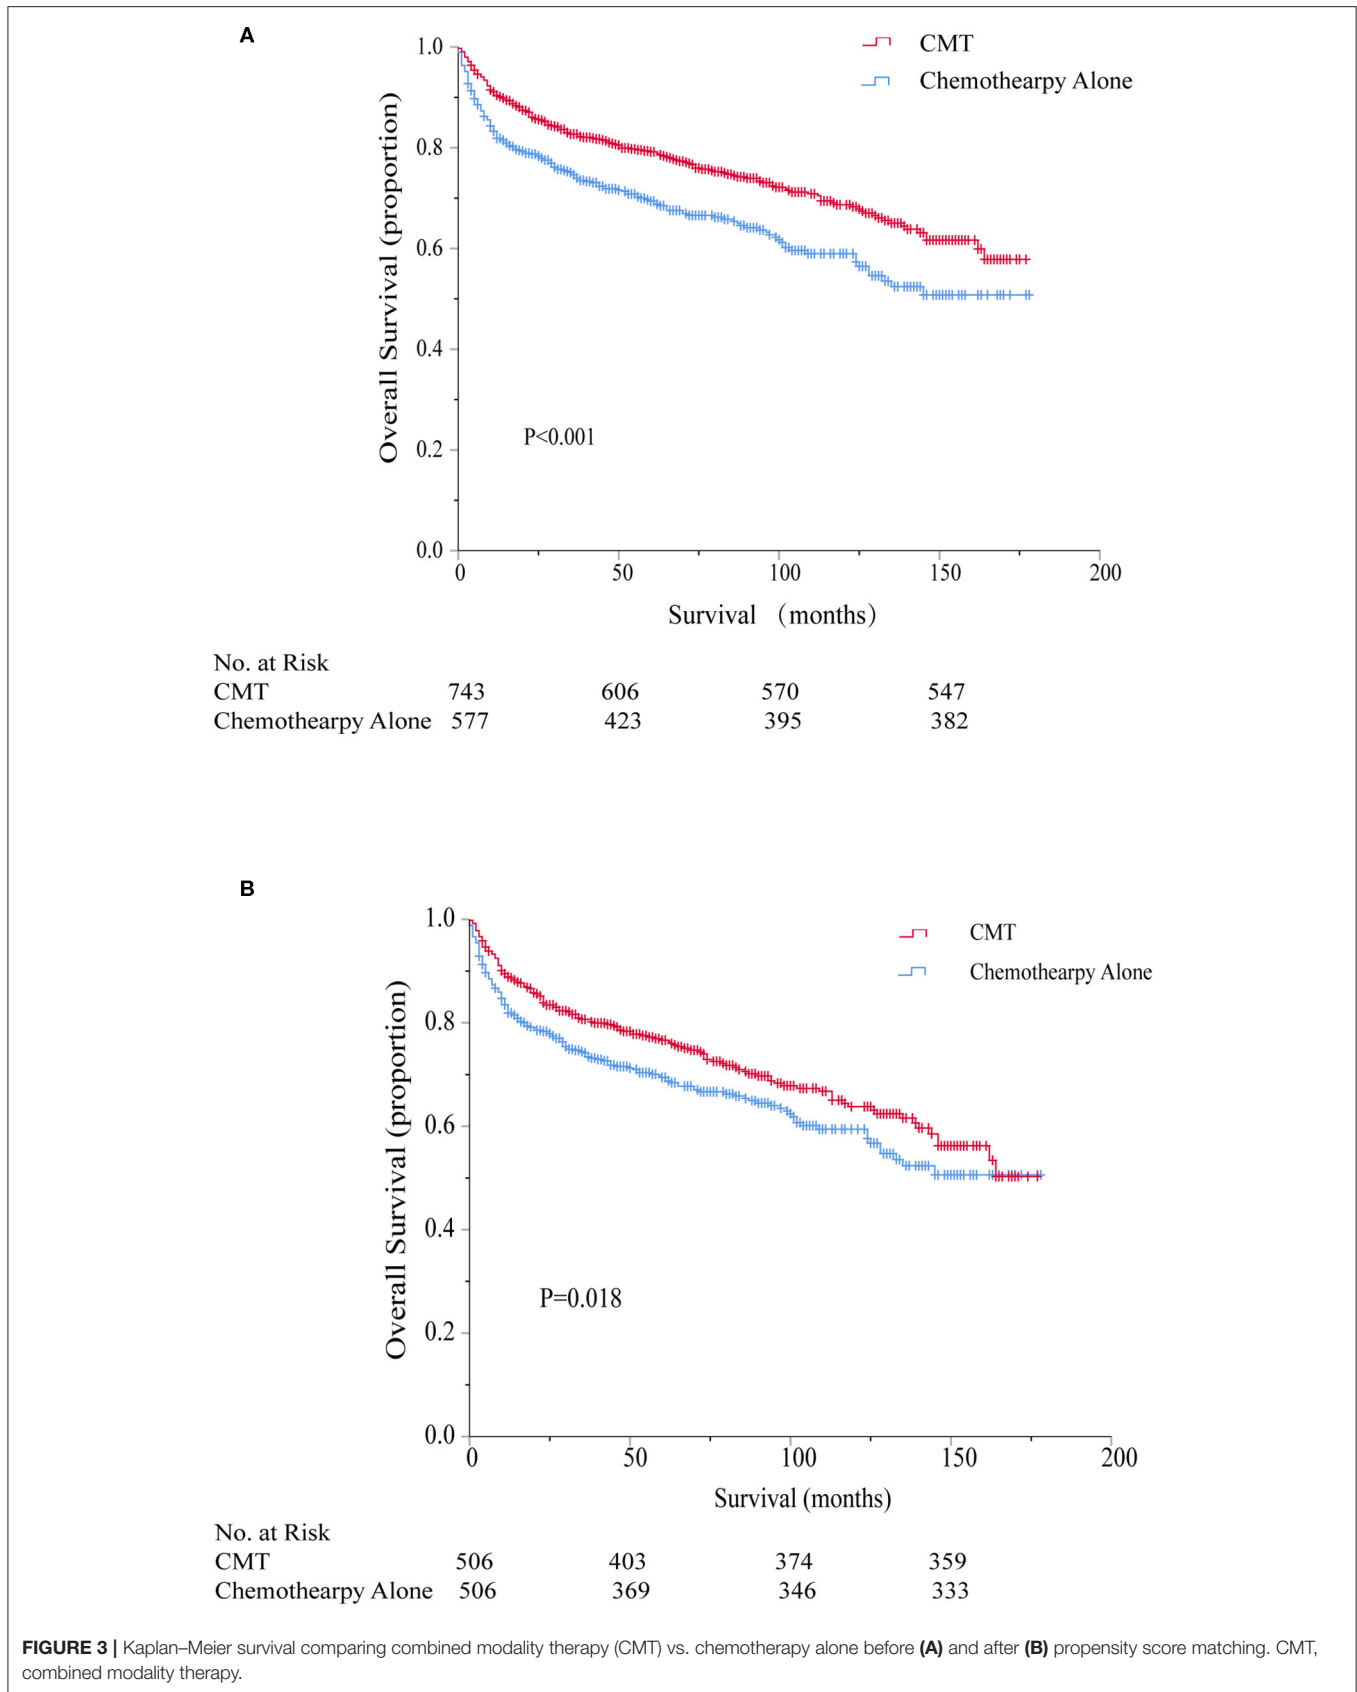 A
CMT
Chemothearpy Alone
1.0
0.8
0.6
0.4
0.2
0.0
Overall Survival (proportion)
P<0.001
0 50 100 150 200
Survival （months）
No. at Risk
CMT 743 606 570 547
Chemothearpy Alone 577 423 395 382
B
CMT
Chemothearpy Alone
1.0
0.8
0.6
0.4
0.2
0.0
Overall Survival (proportion)
P=0.018
0 50 100 150 200
Survival (months)
No. at Risk
CMT 506 403 374 359
Chemothearpy Alone 506 369 346 333
FIGURE 3 | Kaplan–Meier survival comparing combined modality therapy (CMT) vs. chemotherapy alone before (A) and after (B) propensity score matching. CMT,
combined modality therapy.